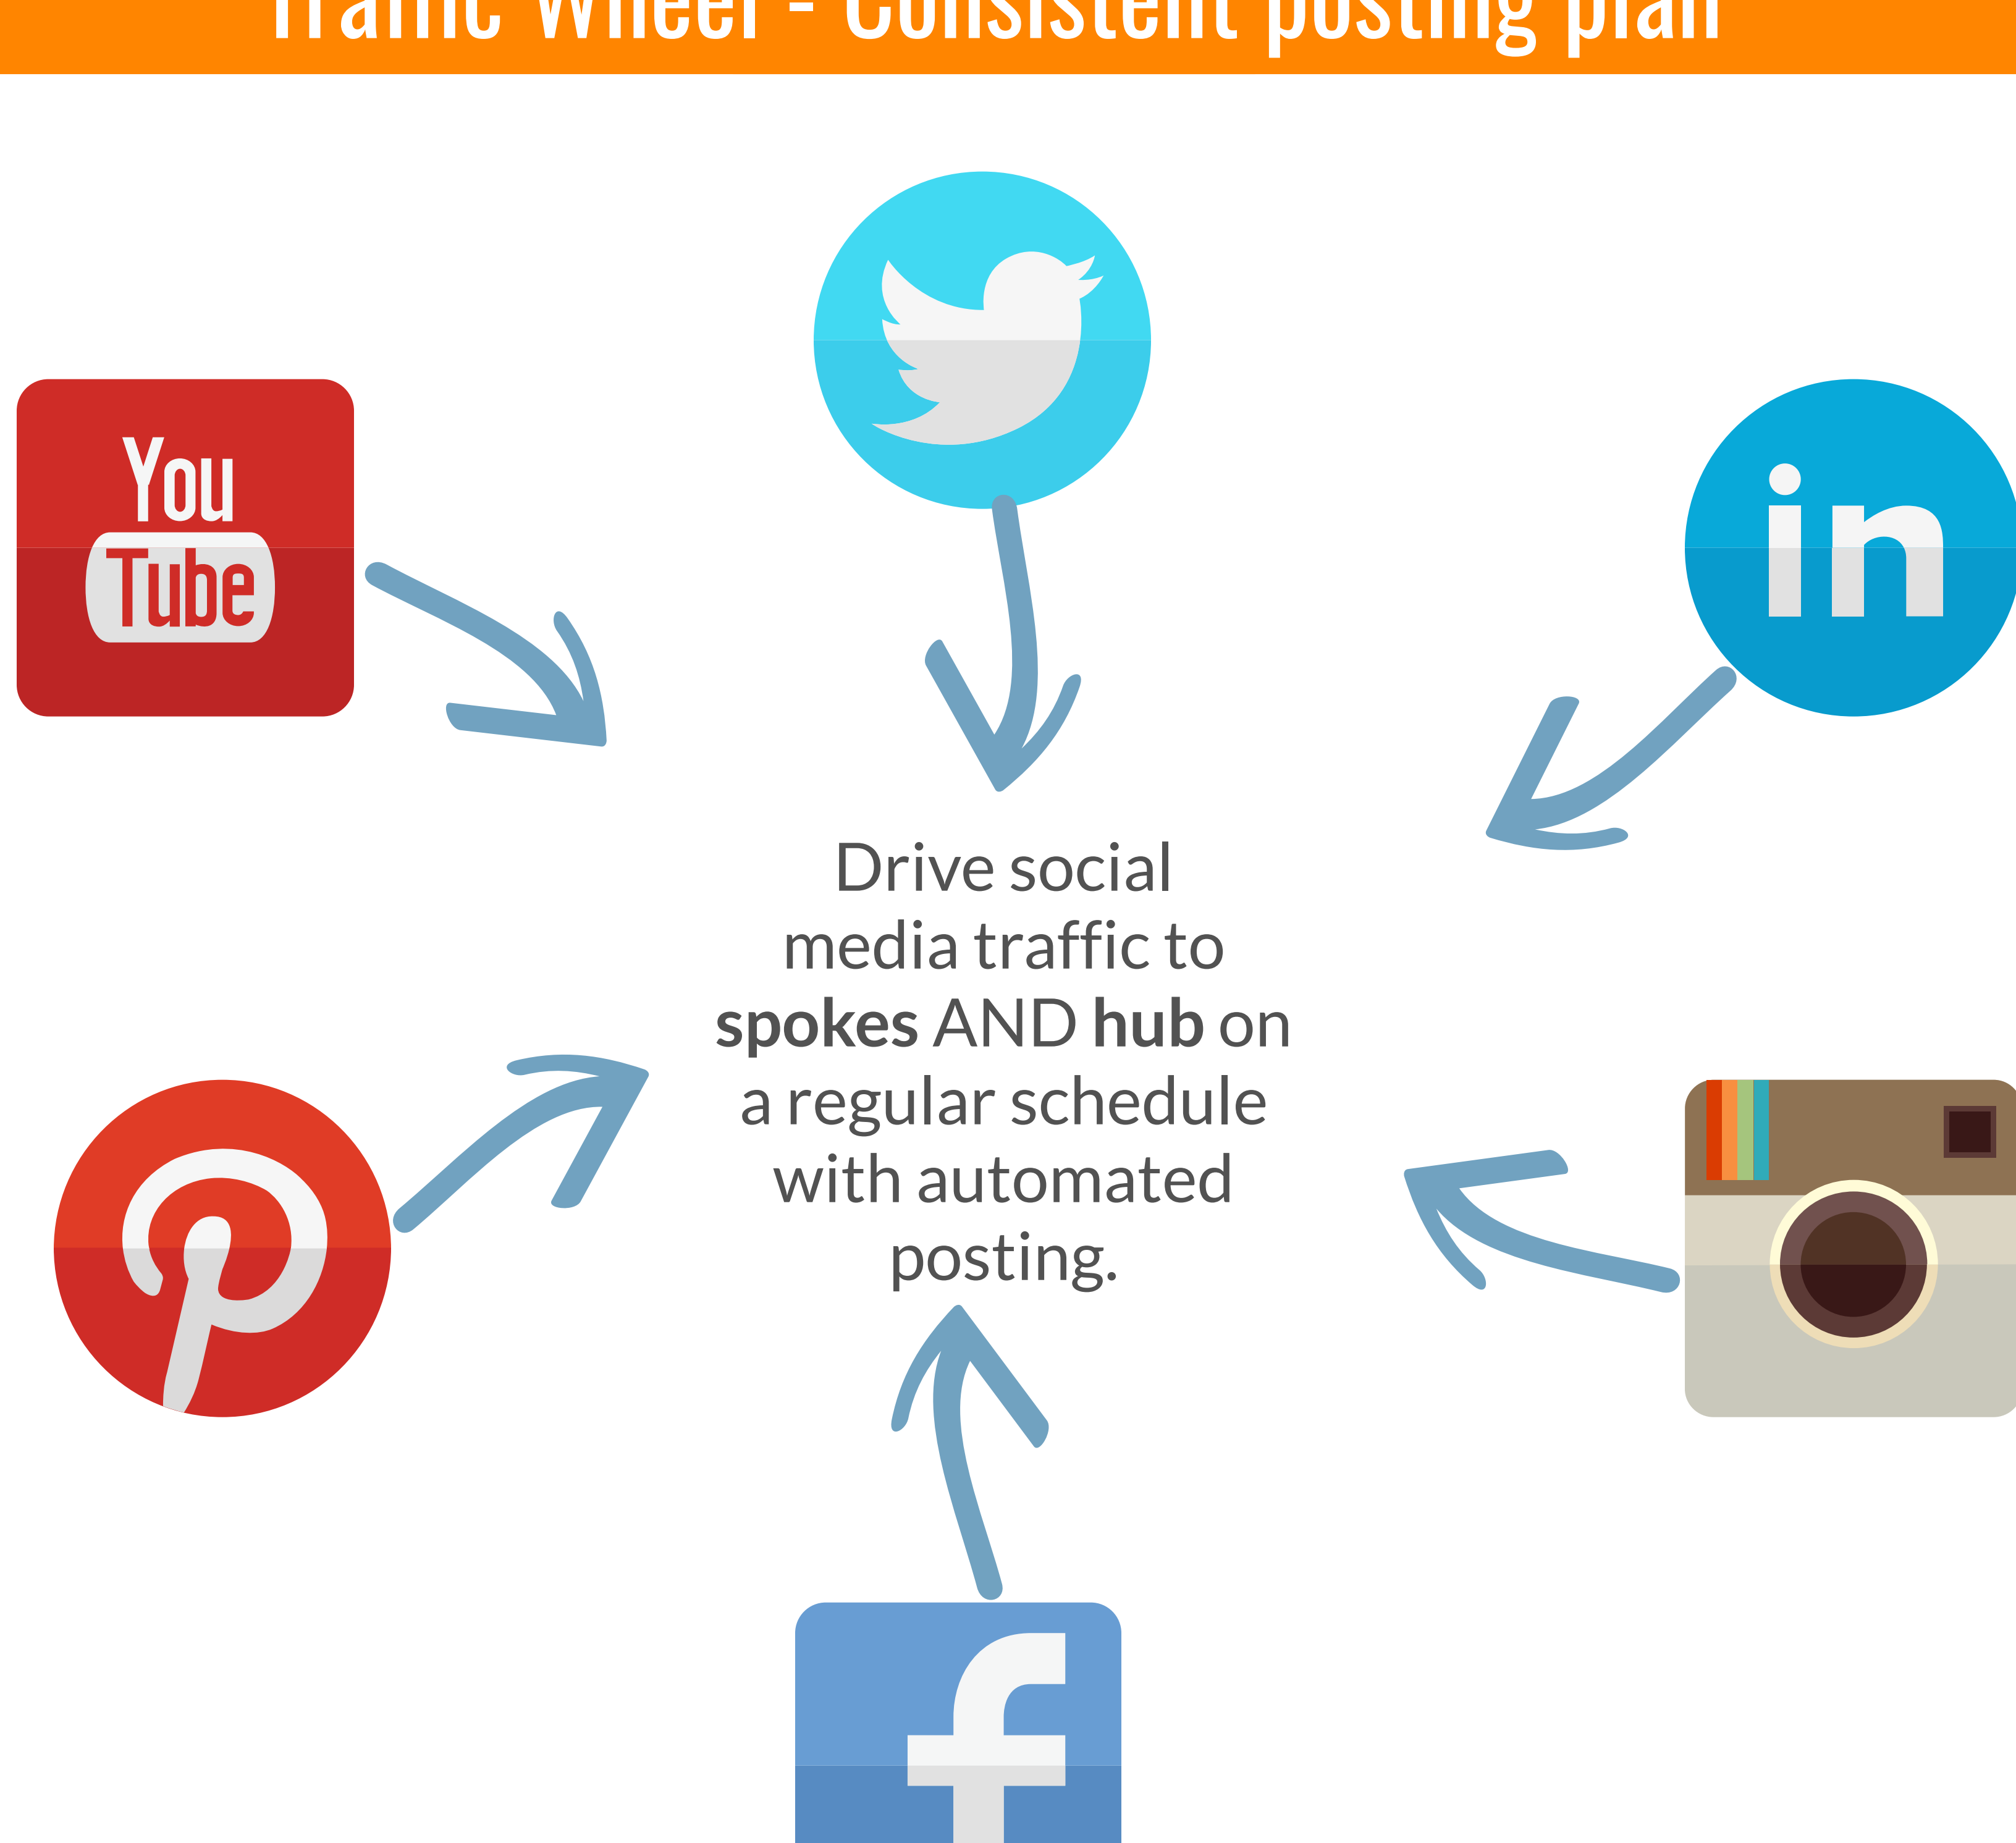 Traffic Wheel - Consistent posting plan
You
Tube
in
Drive social
media traffic to
spokes AND hub on
a regular schedule
with automated
posting.
f